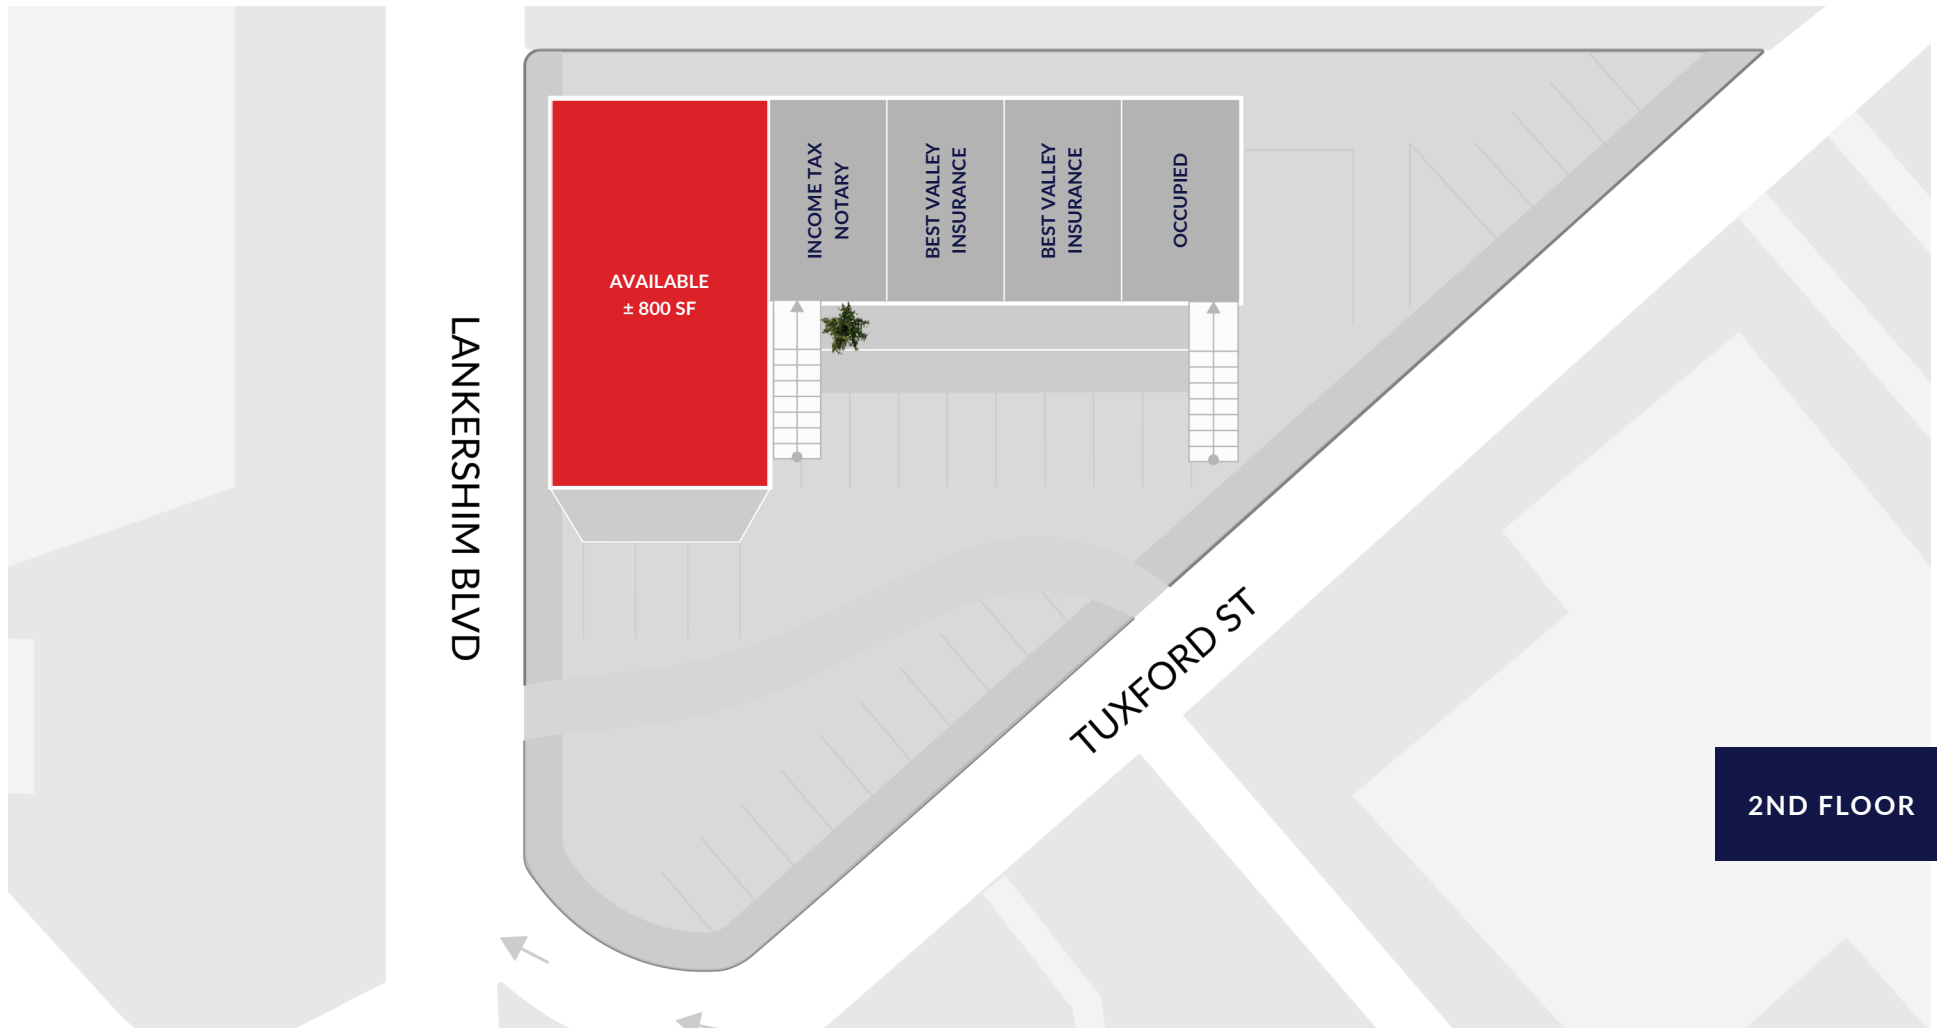 AVAILABLE
± 800 SF
INCOME TAX
NOTARY
BEST VALLEY
INSURANCE
BEST VALLEY
INSURANCE
OCCUPIED
LANKERSHIM BLVD
TUXFORD ST
2ND FLOOR